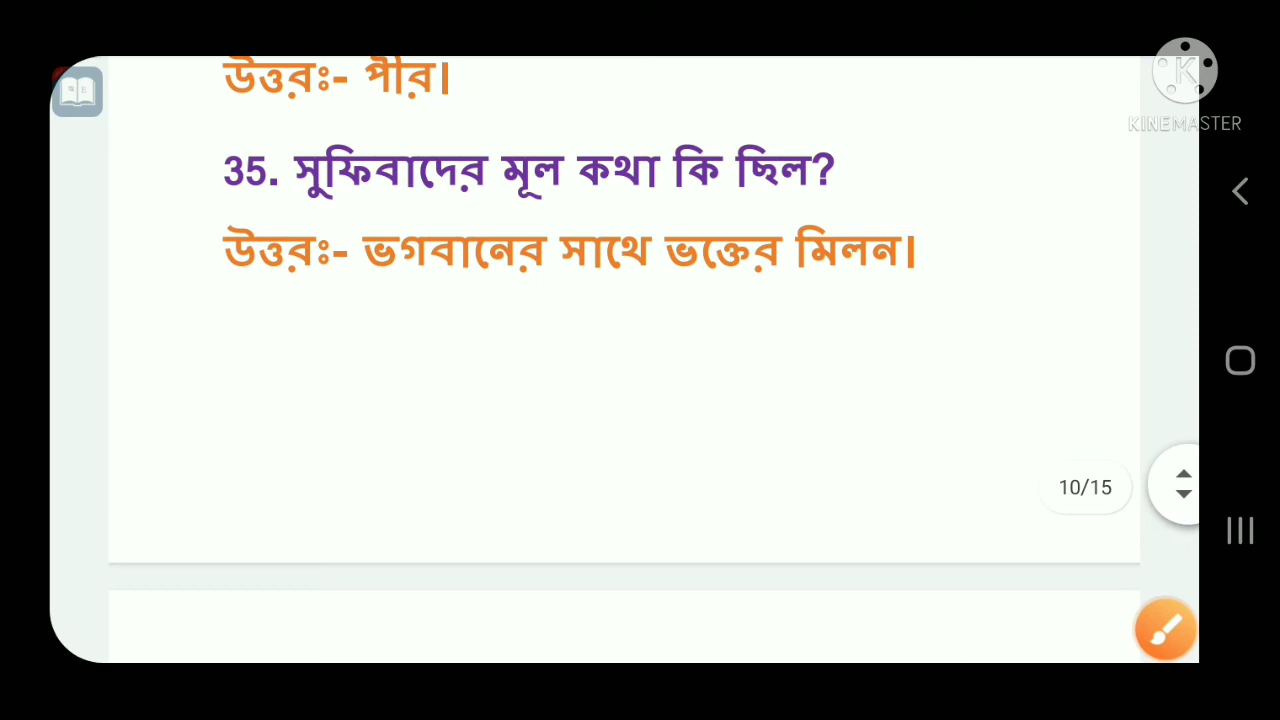 উত্তরঃ- পীর।
KINEMASTER
35. সুফিবাদের মূল কথা কি ছিল?
উত্তরঃ- ভগবানের সাথে ভক্তের মিলন।
10/15